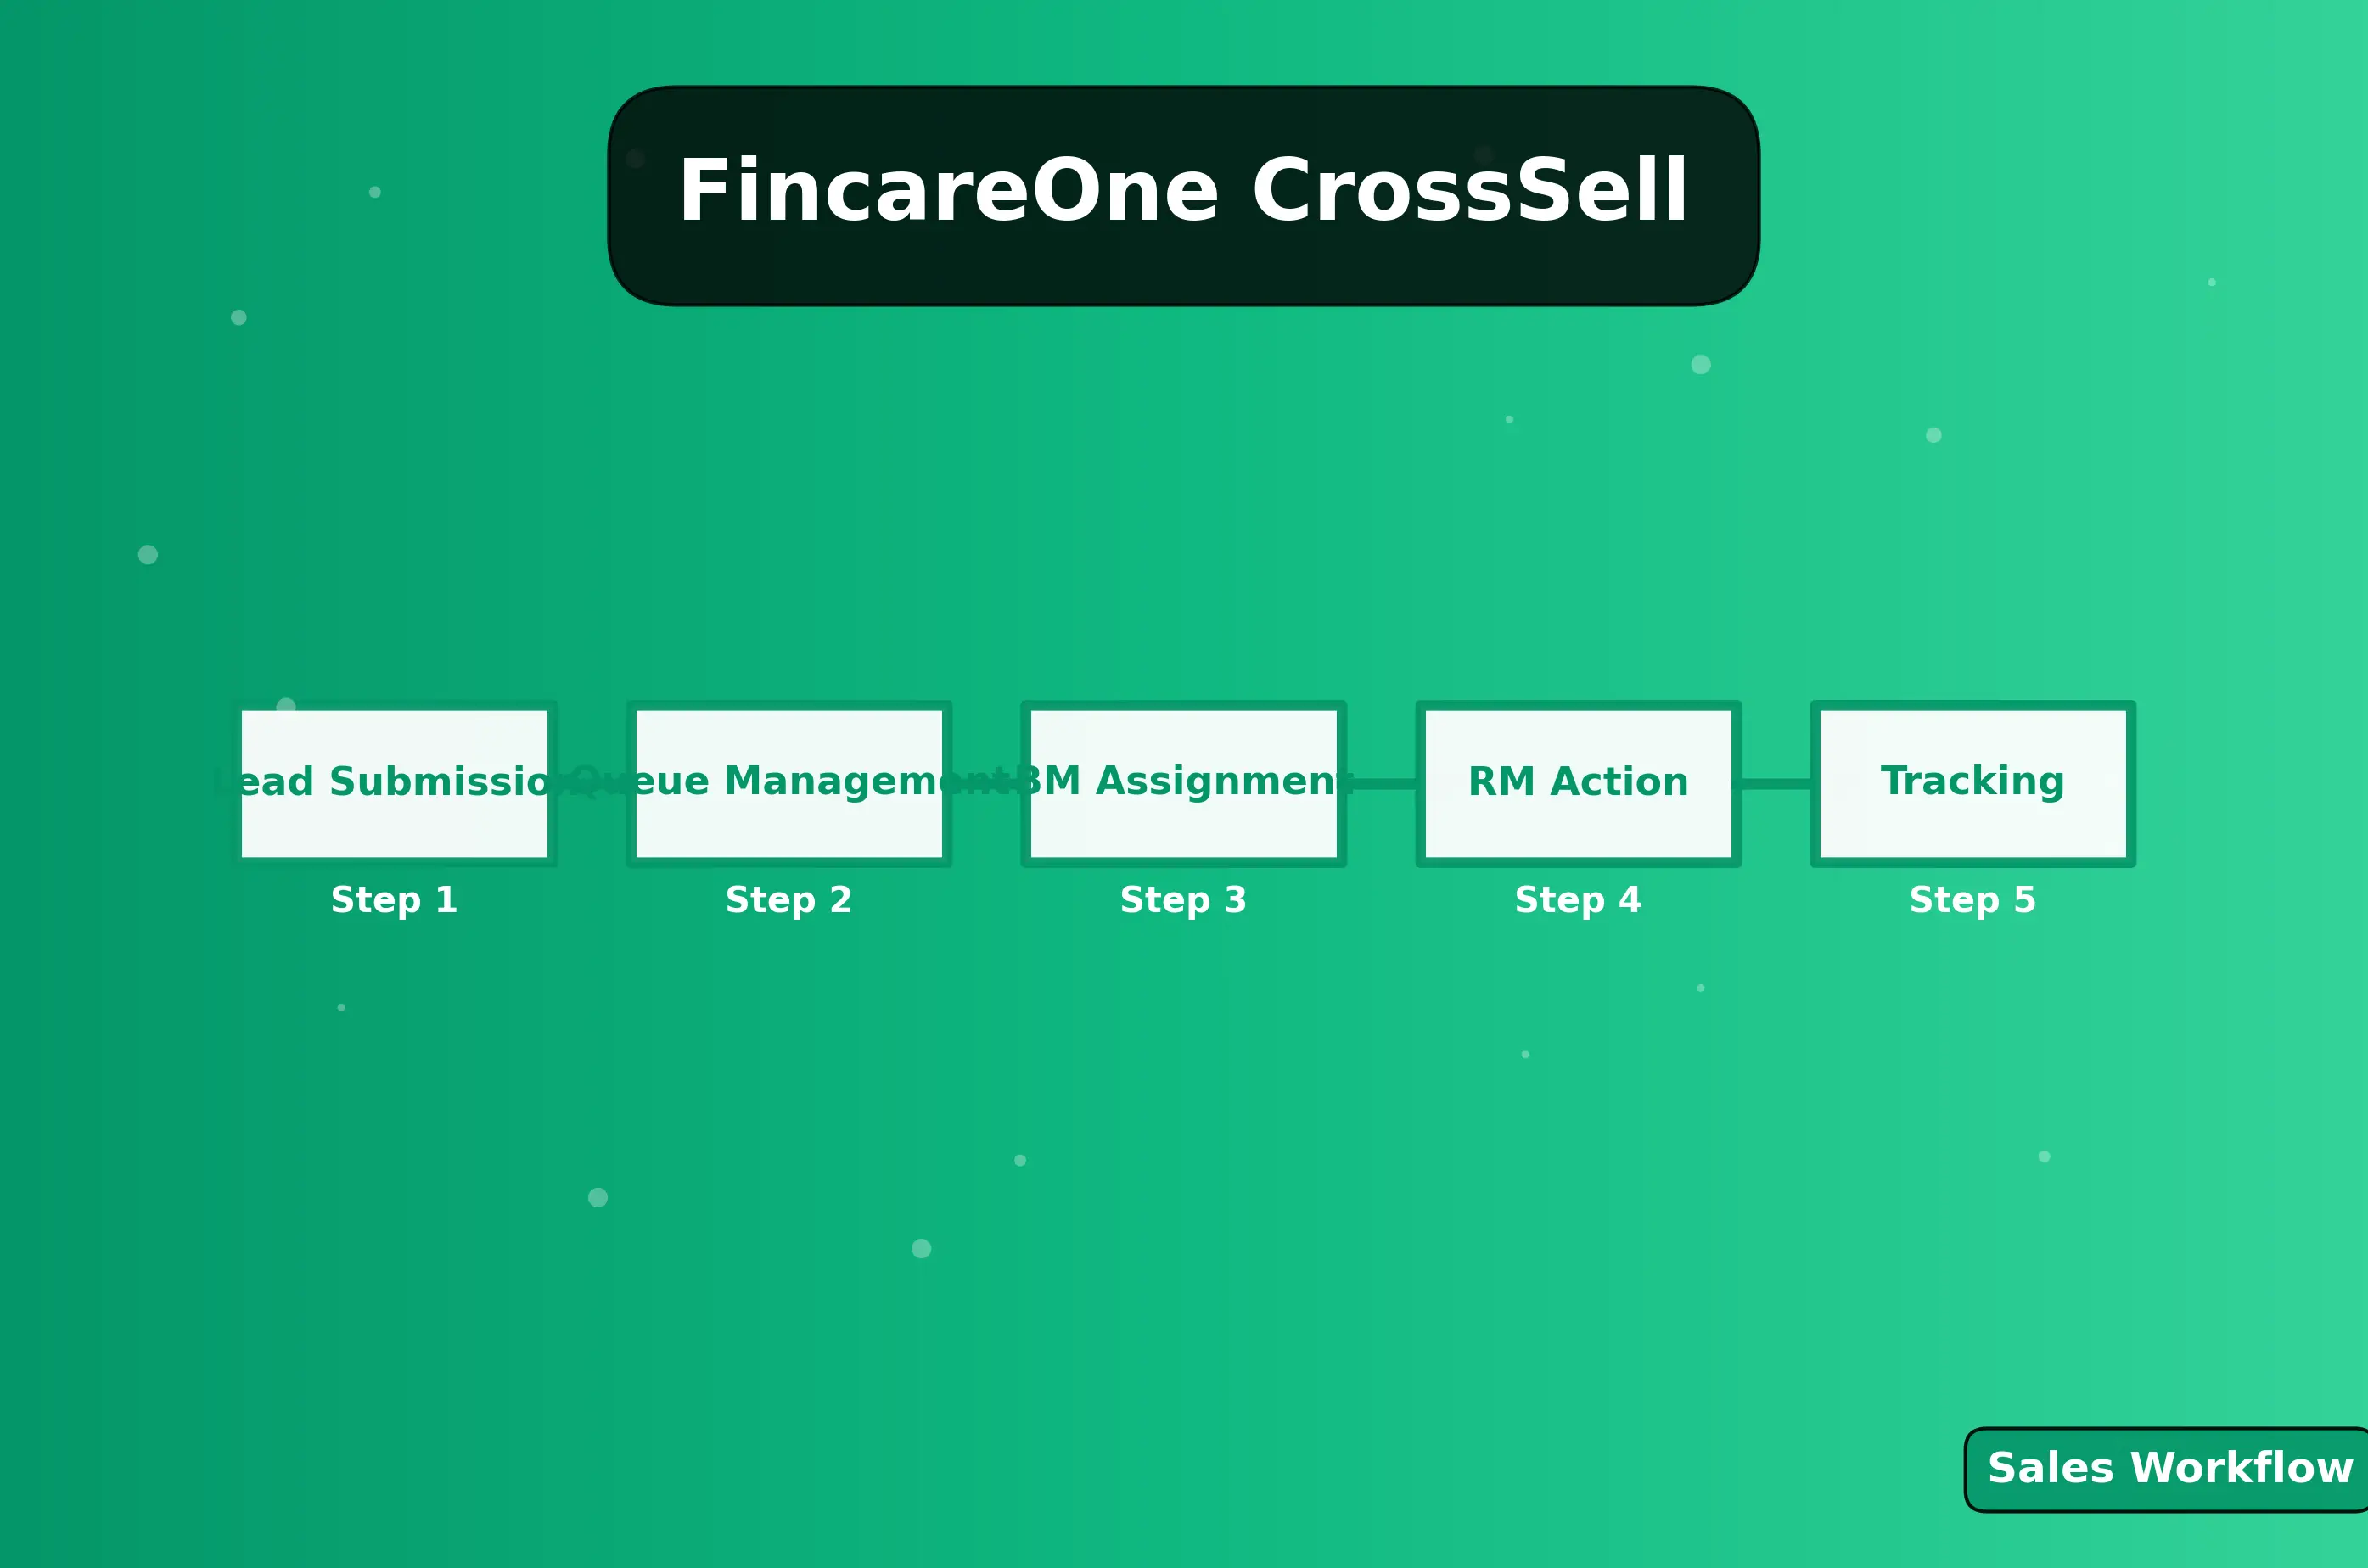 FincareOne CrossSell
Lead Submission
Queue Management
BM Assignment
RM Action
Tracking
Step 1
Step 2
Step 3
Step 4
Step 5
Sales Workflow